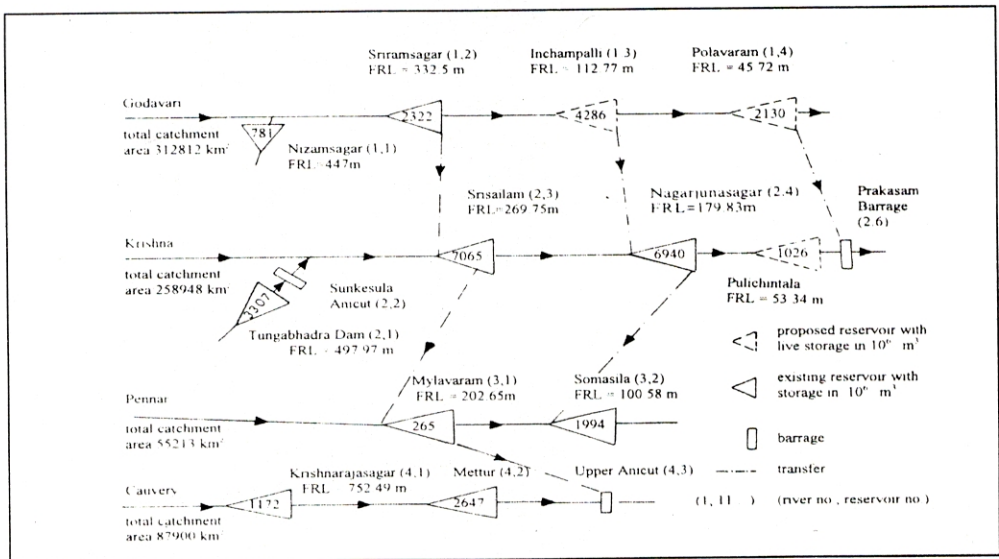 Sriramsagar (1,2)
FRL = 332 5 m
Inchampalli (1 3)
FRL = 112 77 m
Polavaram (1,4)
FRL = 45 72 m
Godavari
total catchment
area 312812 km²
781
2322
4286
2130
Nizamsagar (1,1)
FRL=447m
Srisailam (2,3)
FRL=269 75m
Nagarjunasagar (2.4)
FRL=179.83m
Prakasam
Barrage
(2.6)
Krishna
total catchment
area 258948 km²
7065
6940
1026
3307
Sunkesula
Anicut (2,2)
Pulichintala
FRL = 53 34 m
Tungabhadra Dam (2,1)
FRL = 497 97 m
proposed reservoir with
live storage in 10⁶ m³
existing reservoir with
storage in 10⁶ m³
barrage
transfer
(1, 11 ) (river no , reservoir no )
Mylavaram (3,1)
FRL = 202 65m
Somasila (3,2)
FRL = 100 58 m
Pennar
total catchment
area 55213 km²
265
1994
Krishnarajasagar (4,1)
FRL 752 49 m
Mettur (4,2)
Upper Anicut (4,3)
Cauvery
total catchment
area 87900 km²
1172
2647